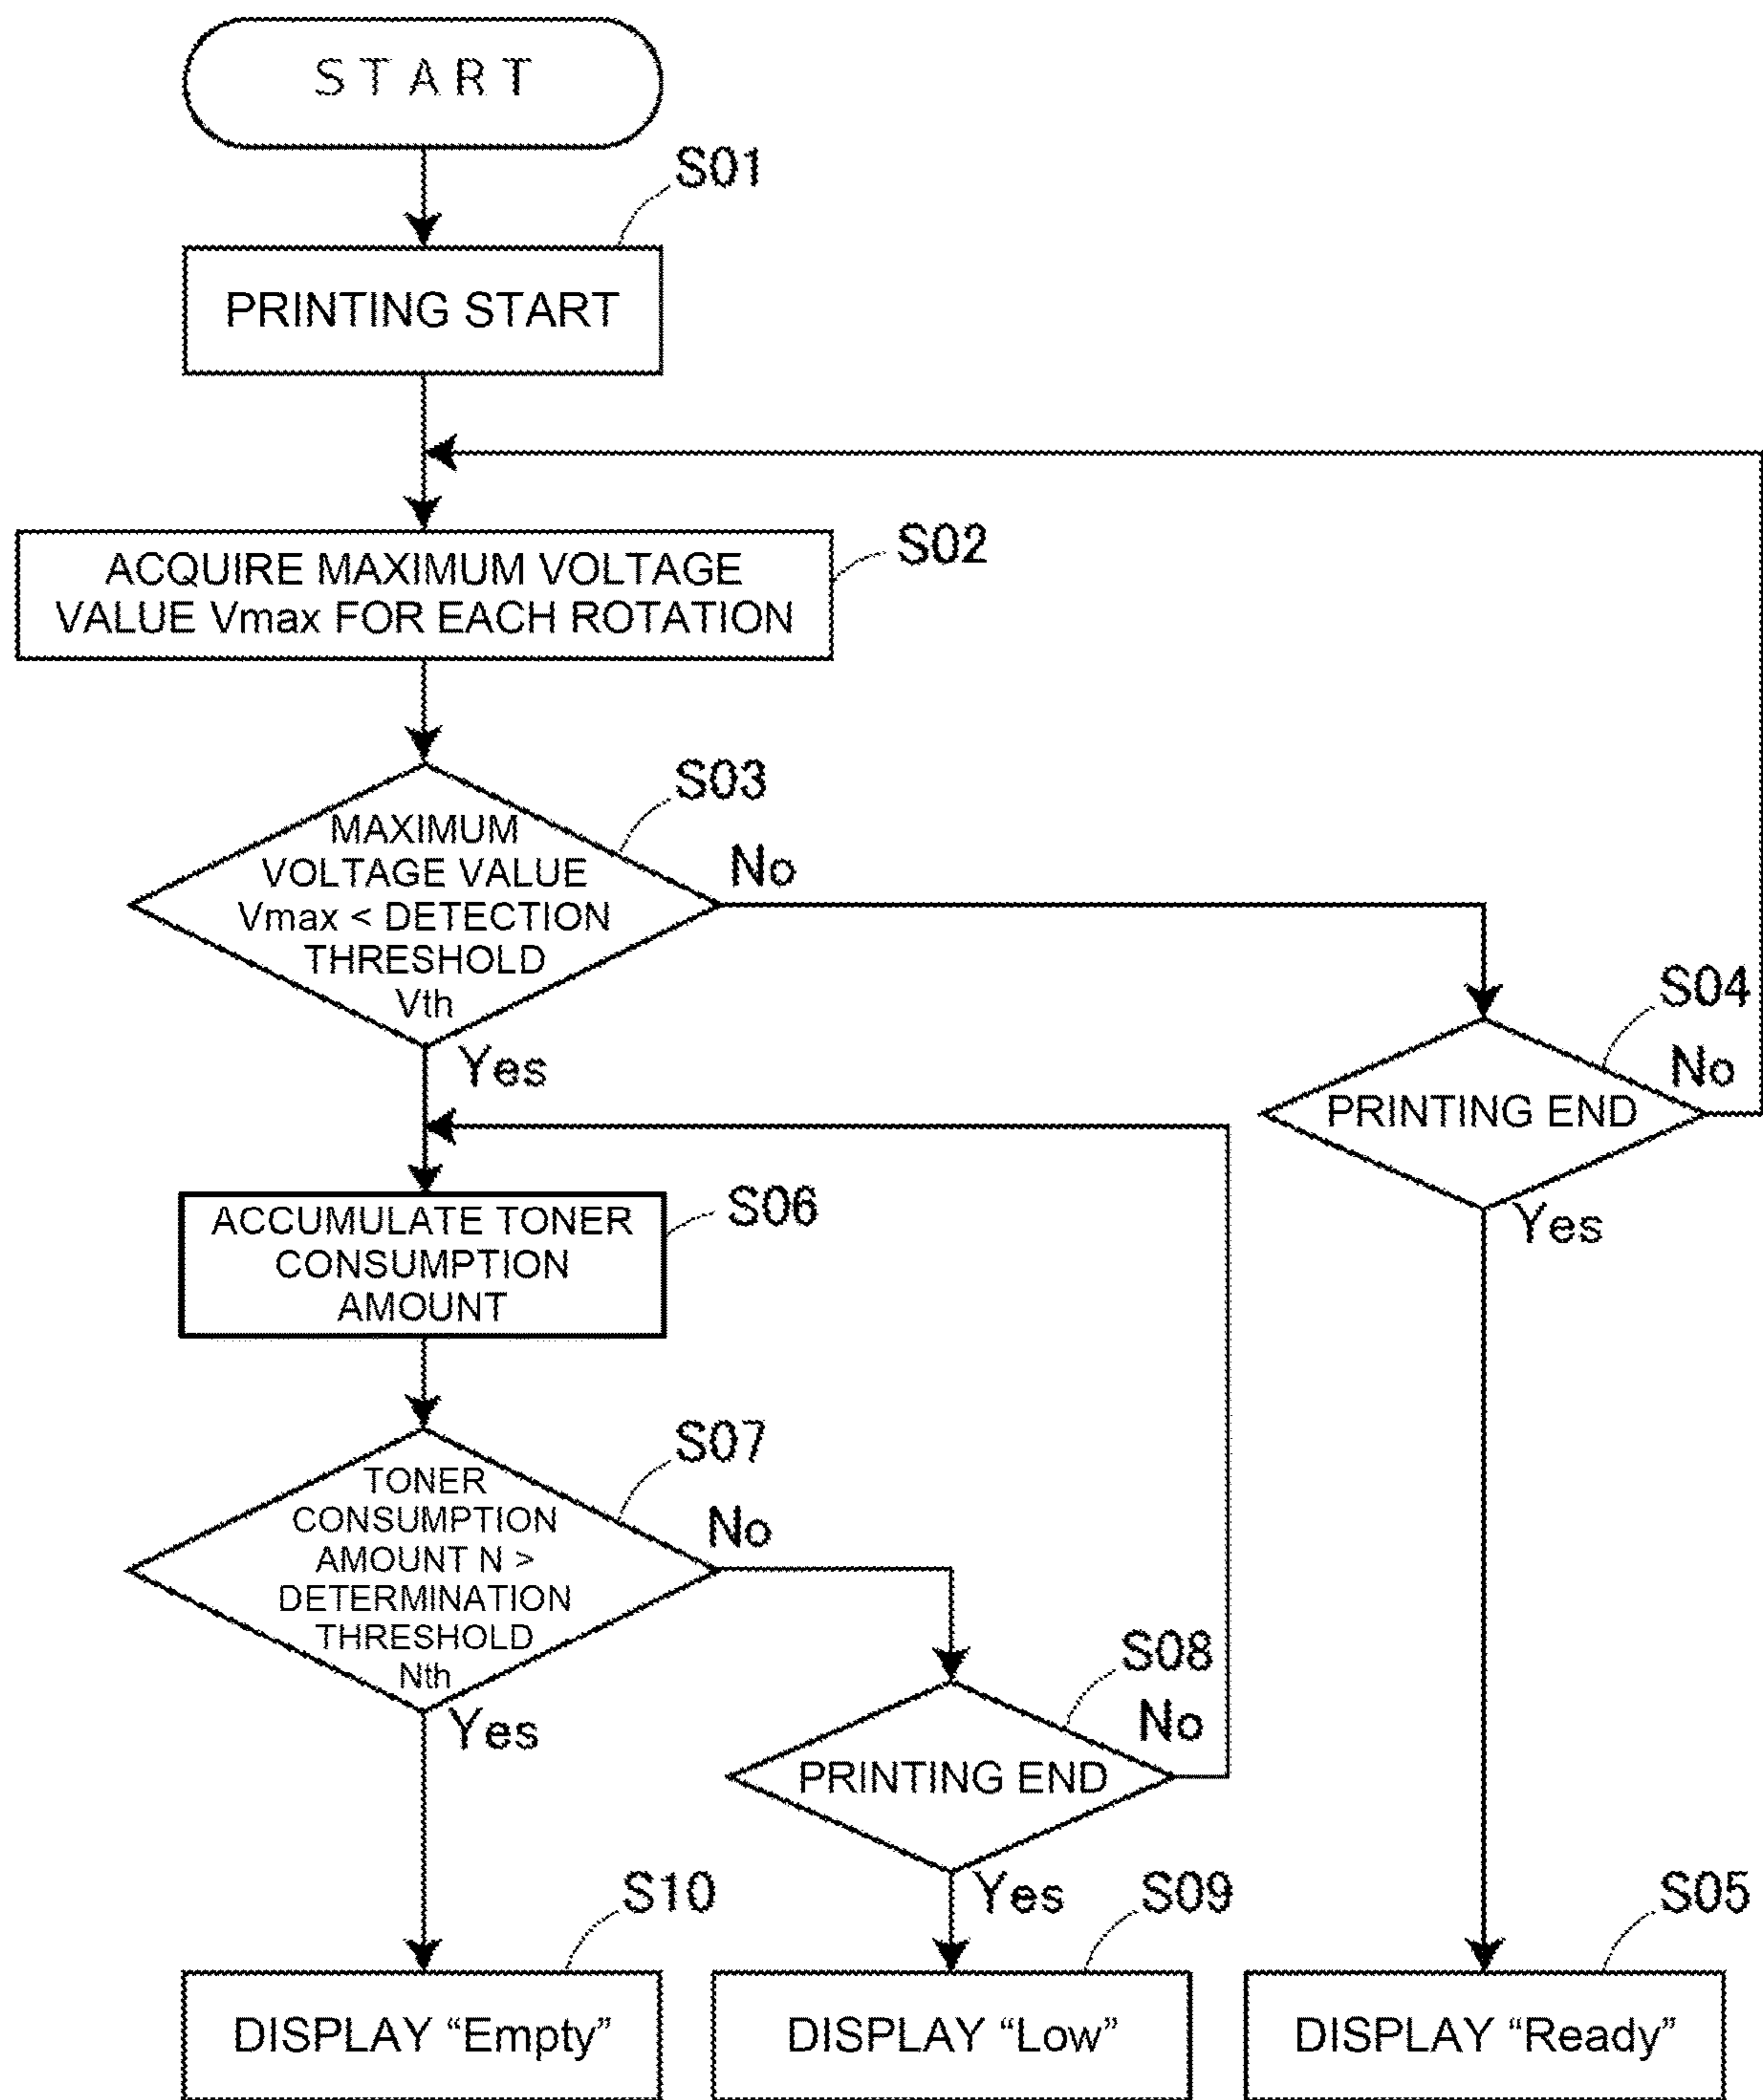 START
S01
PRINTING START
S02
ACQUIRE MAXIMUM VOLTAGE
VALUE Vmax FOR EACH ROTATION
S03
MAXIMUM
VOLTAGE VALUE
Vmax < DETECTION
THRESHOLD
Vth
No
Yes
S04
PRINTING END
No
Yes
S06
ACCUMULATE TONER
CONSUMPTION
AMOUNT
S07
TONER
CONSUMPTION
AMOUNT N >
DETERMINATION
THRESHOLD
Nth
No
Yes
S08
PRINTING END
No
Yes
S10
DISPLAY “Empty”
S09
DISPLAY “Low”
S05
DISPLAY “Ready”